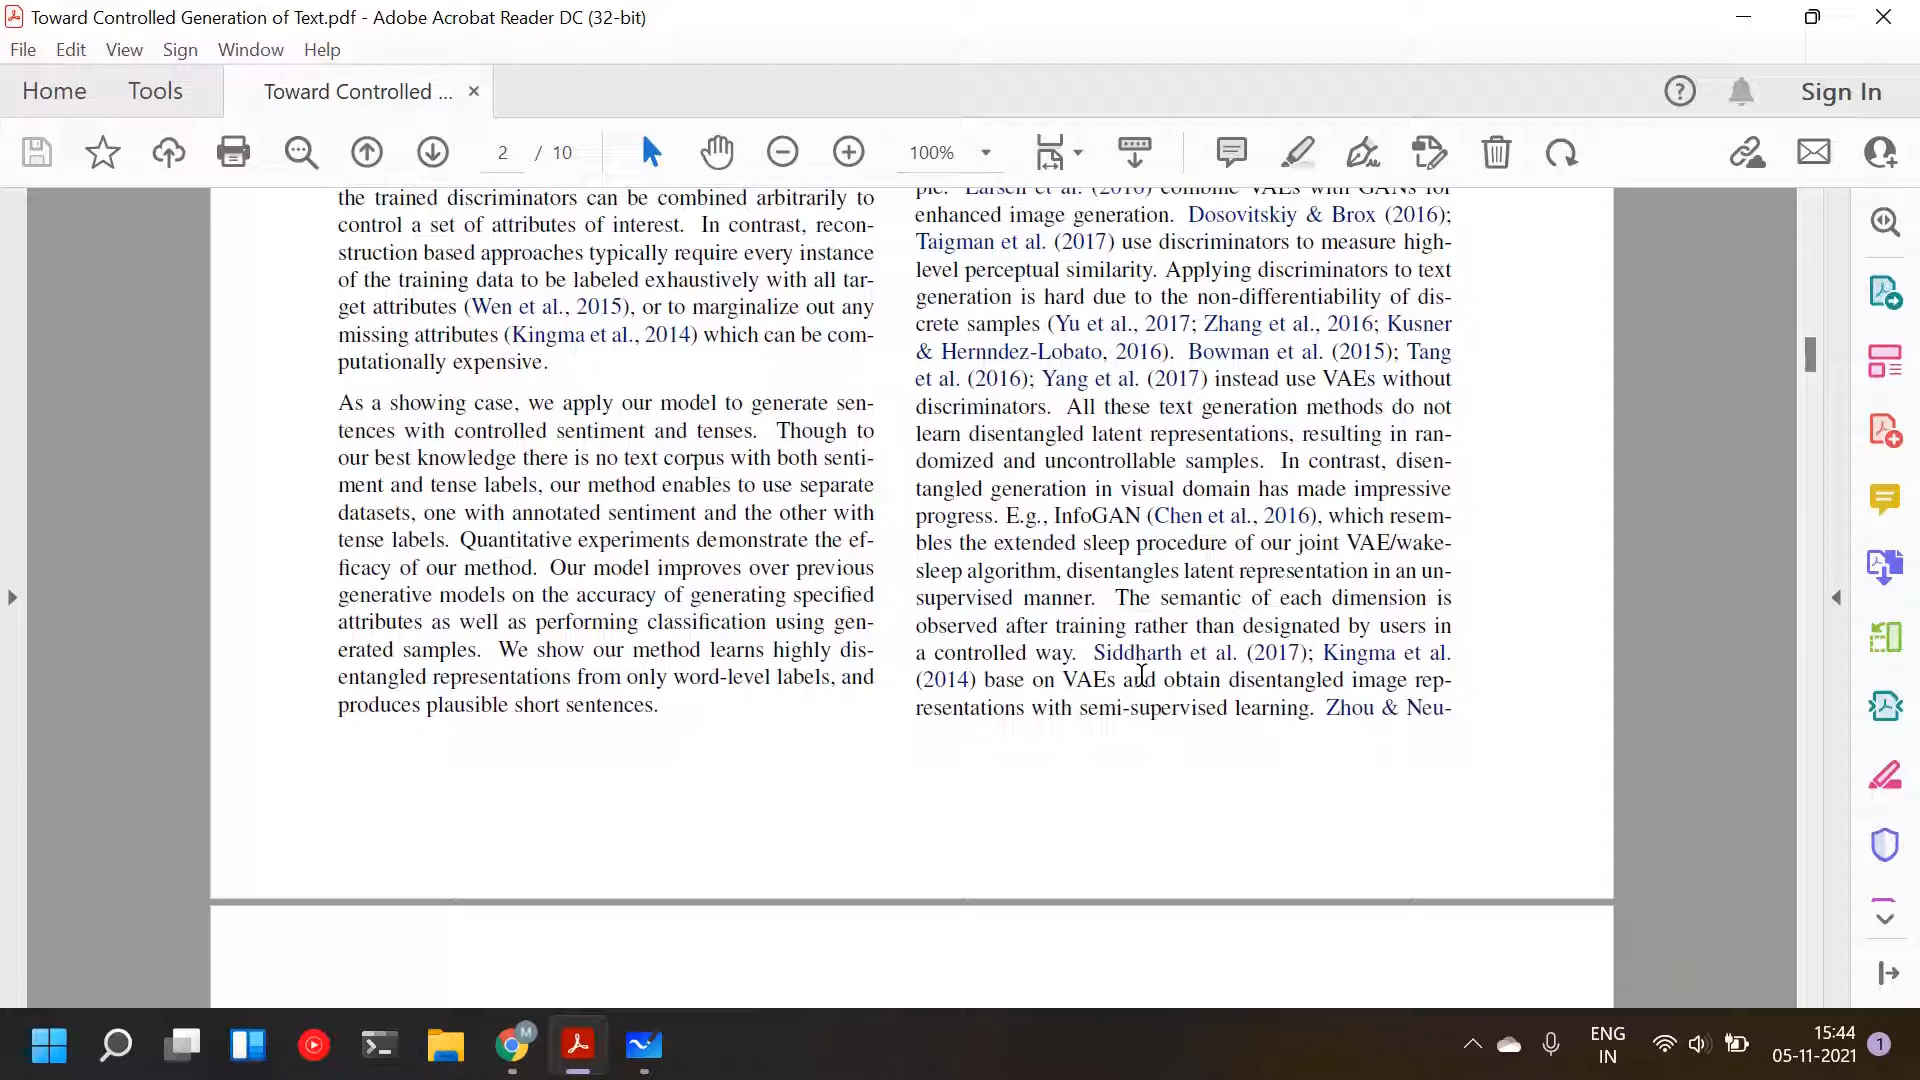 Toward Controlled Generation of Text.pdf - Adobe Acrobat Reader DC (32-bit)
File Edit View Sign Window Help
Home Tools Toward Controlled ... × Sign In
2 / 10 100%
the trained discriminators can be combined arbitrarily to
control a set of attributes of interest. In contrast, recon-
struction based approaches typically require every instance
of the training data to be labeled exhaustively with all tar-
get attributes (Wen et al., 2015), or to marginalize out any
missing attributes (Kingma et al., 2014) which can be com-
putationally expensive.
As a showing case, we apply our model to generate sen-
tences with controlled sentiment and tenses. Though to
our best knowledge there is no text corpus with both senti-
ment and tense labels, our method enables to use separate
datasets, one with annotated sentiment and the other with
tense labels. Quantitative experiments demonstrate the ef-
ficacy of our method. Our model improves over previous
generative models on the accuracy of generating specified
attributes as well as performing classification using gen-
erated samples. We show our method learns highly dis-
entangled representations from only word-level labels, and
produces plausible short sentences.
ple. Larsen et al. (2016) combine VAEs with GANs for
enhanced image generation. Dosovitskiy & Brox (2016);
Taigman et al. (2017) use discriminators to measure high-
level perceptual similarity. Applying discriminators to text
generation is hard due to the non-differentiability of dis-
crete samples (Yu et al., 2017; Zhang et al., 2016; Kusner
& Hernndez-Lobato, 2016). Bowman et al. (2015); Tang
et al. (2016); Yang et al. (2017) instead use VAEs without
discriminators. All these text generation methods do not
learn disentangled latent representations, resulting in ran-
domized and uncontrollable samples. In contrast, disen-
tangled generation in visual domain has made impressive
progress. E.g., InfoGAN (Chen et al., 2016), which resem-
bles the extended sleep procedure of our joint VAE/wake-
sleep algorithm, disentangles latent representation in an un-
supervised manner. The semantic of each dimension is
observed after training rather than designated by users in
a controlled way. Siddharth et al. (2017); Kingma et al.
(2014) base on VAEs and obtain disentangled image rep-
resentations with semi-supervised learning. Zhou & Neu-
M
ENG
IN
15:44
05-11-2021
1